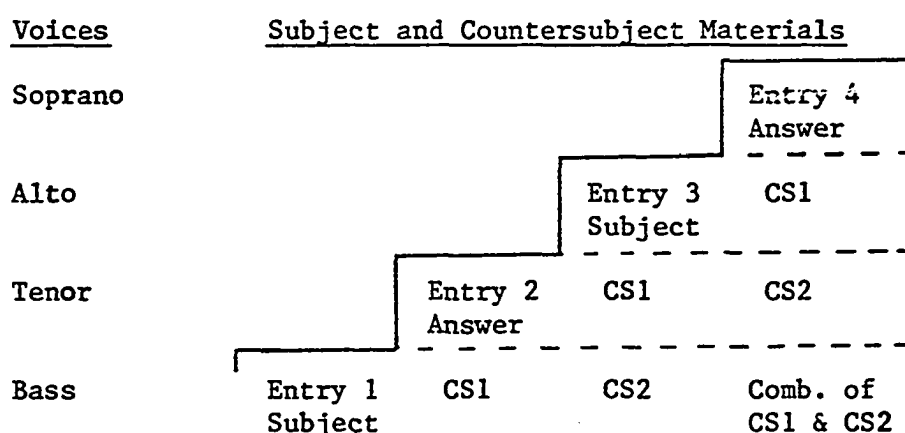 Voices Subject and Countersubject Materials
Soprano Entry 4
Answer
Alto Entry 3 CS1
Subject
Tenor Entry 2 CS1 CS2
Answer
Bass Entry 1 CS1 CS2 Comb. of
Subject CS1 & CS2